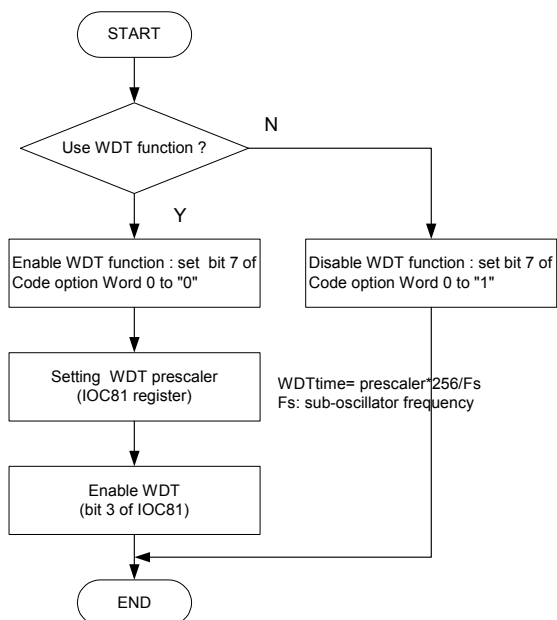 START
Use WDT function ?
N
Y
Enable WDT function : set bit 7 of
Code option Word 0 to "0"
Disable WDT function : set bit 7 of
Code option Word 0 to "1"
Setting WDT prescaler
(IOC81 register)
WDTtime= prescaler*256/Fs
Fs: sub-oscillator frequency
Enable WDT
(bit 3 of IOC81)
END